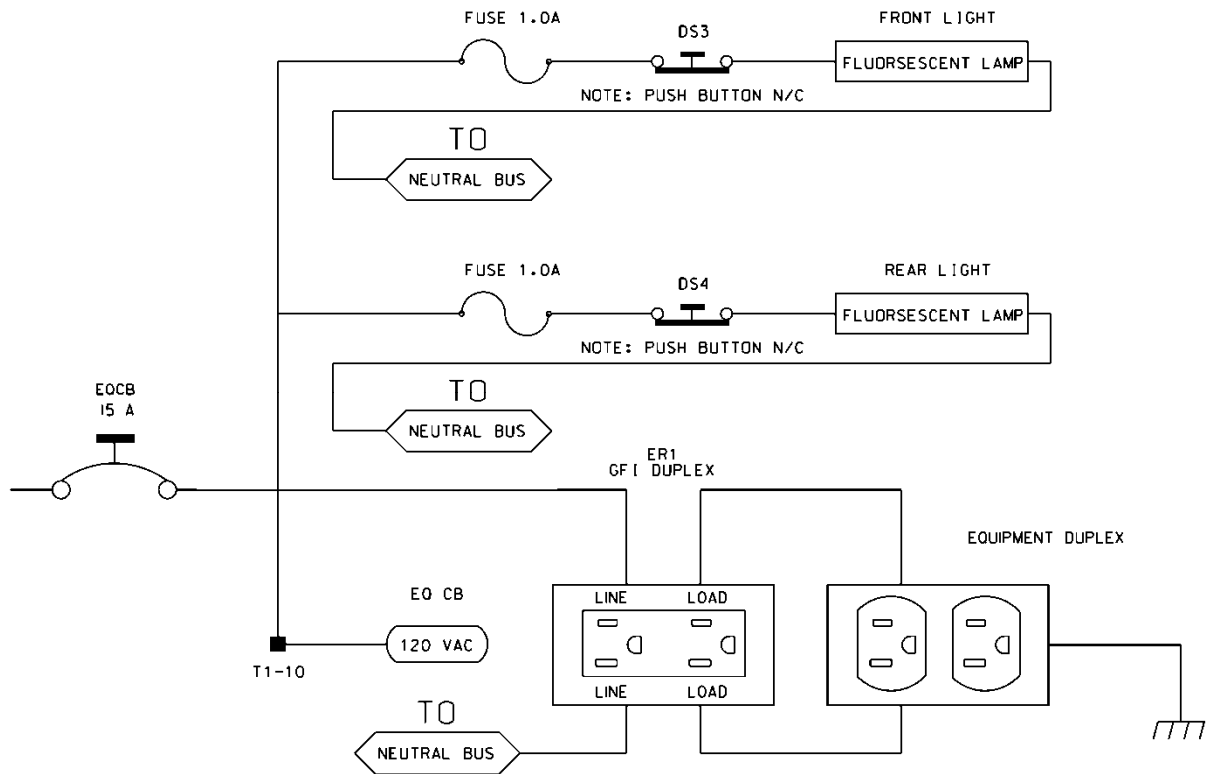 FUSE 1.0A
DS3
FRONT LIGHT
FLUORSESCENT LAMP
NOTE: PUSH BUTTON N/C
TO
NEUTRAL BUS
FUSE 1.0A
DS4
REAR LIGHT
FLUORSESCENT LAMP
NOTE: PUSH BUTTON N/C
TO
NEUTRAL BUS
EQCB
15 A
ER1
GFI DUPLEX
EQUIPMENT DUPLEX
LINE LOAD
EQ CB
120 VAC
T1-10
LINE LOAD
TO
NEUTRAL BUS